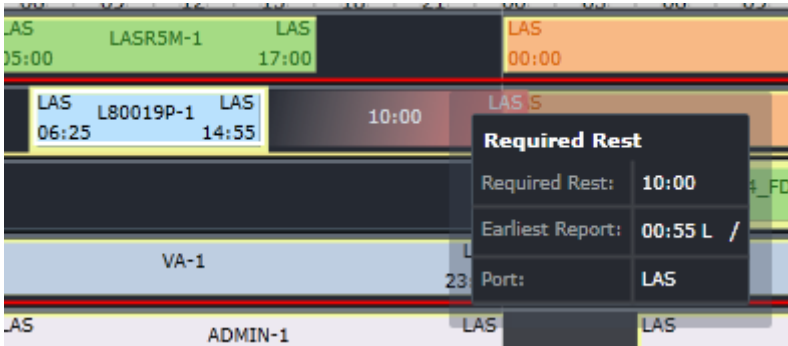 LAS LASR5M-1 LAS LAS
05:00 17:00 00:00
LAS L80019P-1 LAS 10:00 LAS S
06:25 14:55
Required Rest
Required Rest: 10:00
Earliest Report: 00:55 L /
Port: LAS
4_FD
VA-1
23
LAS ADMIN-1 LAS LAS